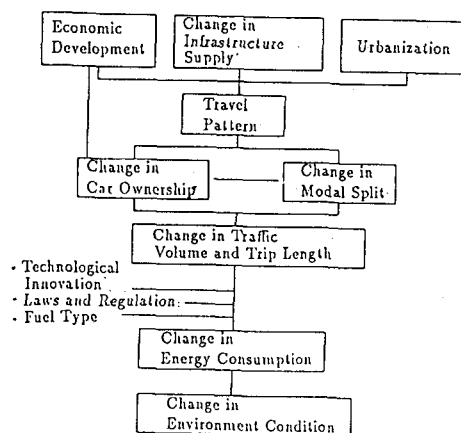 Economic
Development
Change in
Infrastructure
Supply
Urbanization
Travel
Pattern
Change in
Car Ownership
Change in
Modal Split
Change in Traffic
Volume and Trip Length
· Technological
Innovation
· Laws and Regulation
· Fuel Type
Change in
Energy Consumption
Change in
Environment Condition